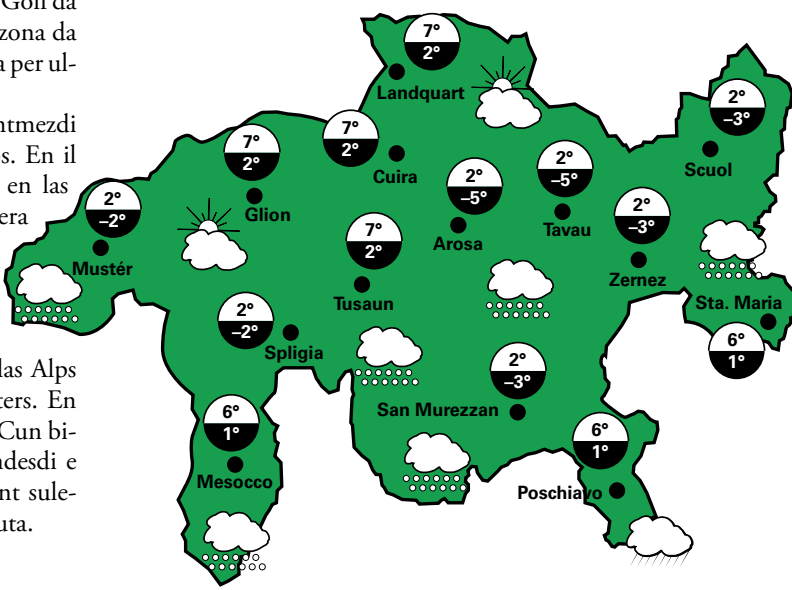 Golf da
zona da
a per ul-
ntmezdi
os. En il
en las
era
las Alps
ters. En
Cun bi-
ndesdi e
nt sule-
uta.
7°
2°
Landquart
7°
2°
Cuira
7°
2°
Glion
2°
–2°
Mustér
2°
–5°
Arosa
2°
–5°
Tavau
2°
–3°
Scuol
2°
–3°
Zernez
7°
2°
Tusaun
2°
–2°
Spligia
Sta. Maria
6°
1°
2°
–3°
San Murezzan
6°
1°
Mesocco
6°
1°
Poschiavo